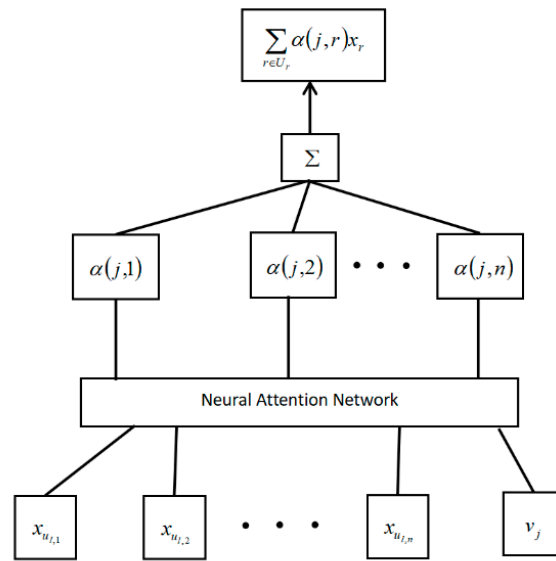 ∑_{r∈U_r} α(j,r)x_r
Σ
α(j,1) α(j,2) • • • α(j,n)
Neural Attention Network
x_{u_{l,1}} x_{u_{l,2}} • • • x_{u_{l,n}} v_j